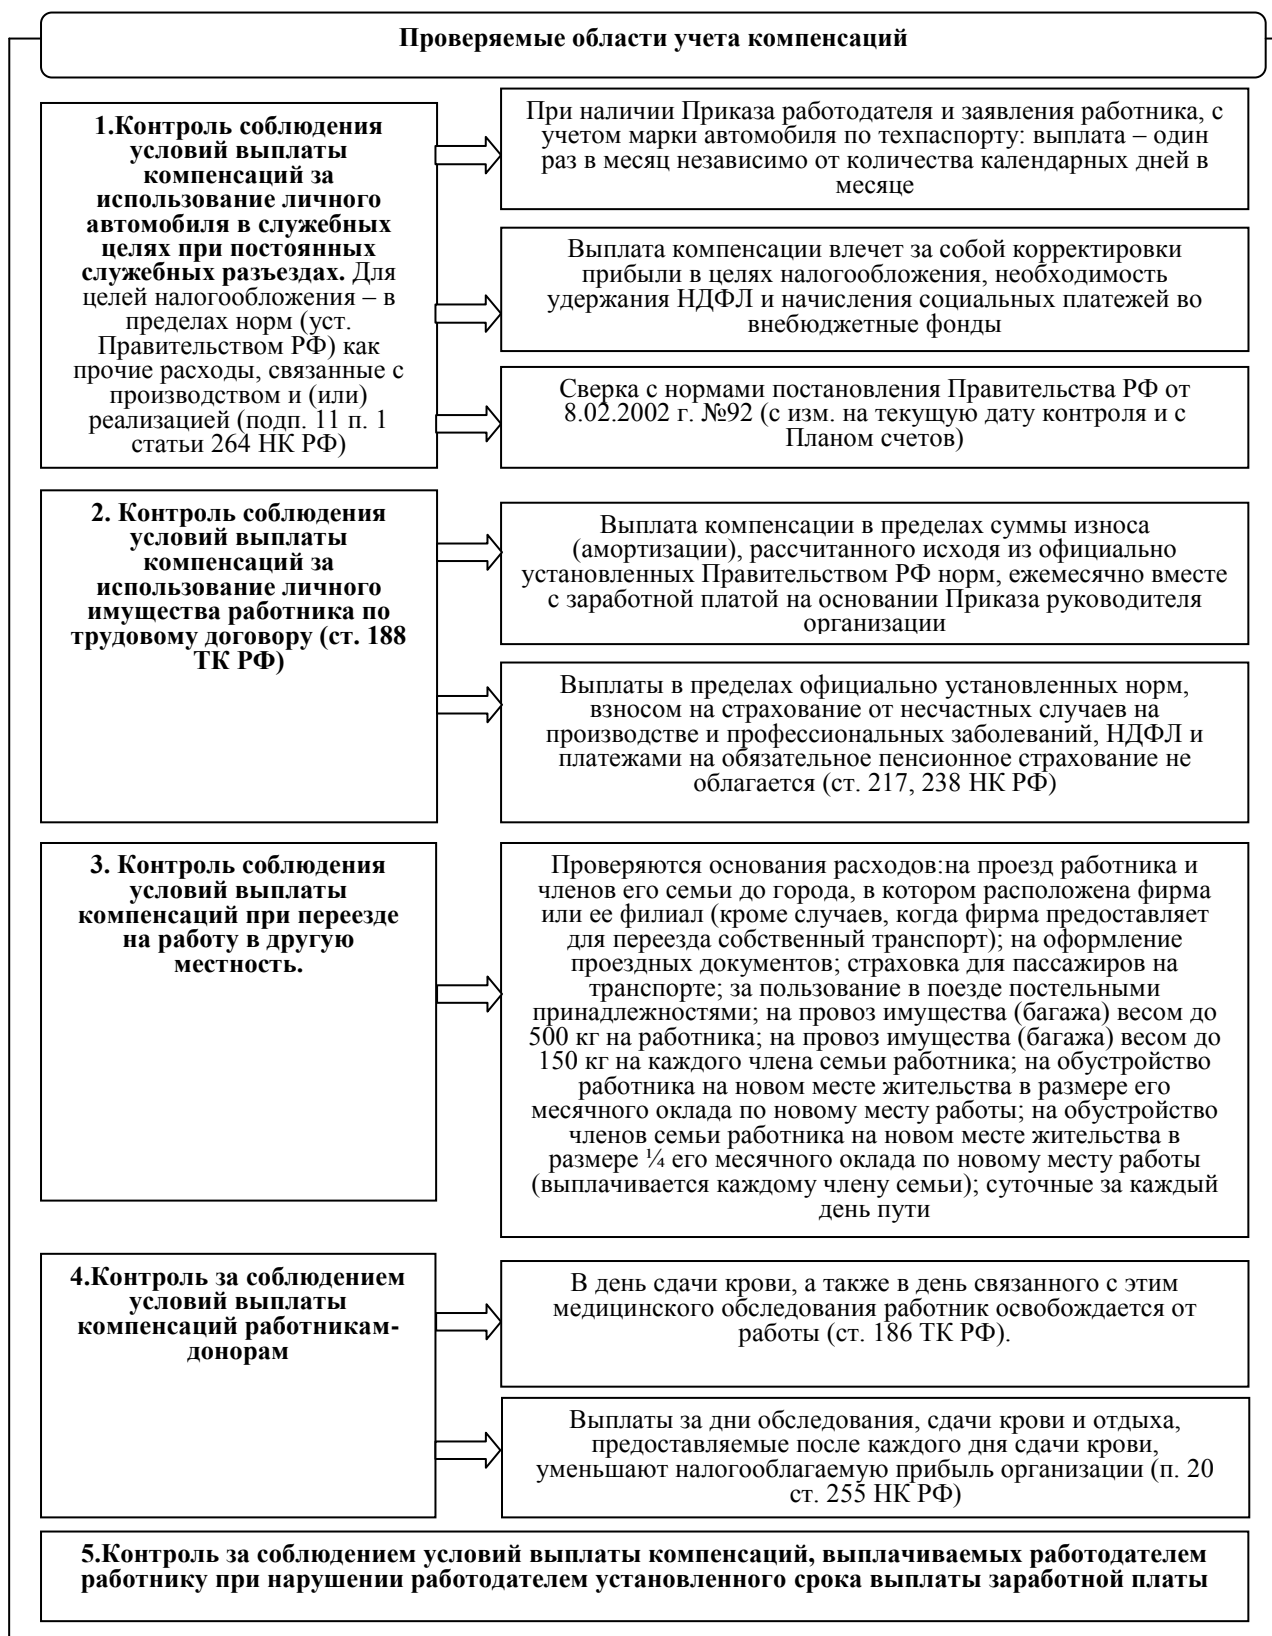 Проверяемые области учета компенсаций
1.Контроль соблюдения
условий выплаты
компенсаций за
использование личного
автомобиля в служебных
целях при постоянных
служебных разъездах. Для
целей налогообложения – в
пределах норм (уст.
Правительством РФ) как
прочие расходы, связанные с
производством и (или)
реализацией (подп. 11 п. 1
статьи 264 НК РФ)
При наличии Приказа работодателя и заявления работника, с
учетом марки автомобиля по техпаспорту: выплата – один
раз в месяц независимо от количества календарных дней в
месяце
Выплата компенсации влечет за собой корректировки
прибыли в целях налогообложения, необходимость
удержания НДФЛ и начисления социальных платежей во
внебюджетные фонды
Сверка с нормами постановления Правительства РФ от
8.02.2002 г. №92 (с изм. на текущую дату контроля и с
Планом счетов)
2. Контроль соблюдения
условий выплаты
компенсаций за
использование личного
имущества работника по
трудовому договору (ст. 188
ТК РФ)
Выплата компенсации в пределах суммы износа
(амортизации), рассчитанного исходя из официально
установленных Правительством РФ норм, ежемесячно вместе
с заработной платой на основании Приказа руководителя
организации
Выплаты в пределах официально установленных норм,
взносом на страхование от несчастных случаев на
производстве и профессиональных заболеваний, НДФЛ и
платежами на обязательное пенсионное страхование не
облагается (ст. 217, 238 НК РФ)
3. Контроль соблюдения
условий выплаты
компенсаций при переезде
на работу в другую
местность.
Проверяются основания расходов:на проезд работника и
членов его семьи до города, в котором расположена фирма
или ее филиал (кроме случаев, когда фирма предоставляет
для переезда собственный транспорт); на оформление
проездных документов; страховка для пассажиров на
транспорте; за пользование в поезде постельными
принадлежностями; на провоз имущества (багажа) весом до
500 кг на работника; на провоз имущества (багажа) весом до
150 кг на каждого члена семьи работника; на обустройство
работника на новом месте жительства в размере его
месячного оклада по новому месту работы; на обустройство
членов семьи работника на новом месте жительства в
размере ¼ его месячного оклада по новому месту работы
(выплачивается каждому члену семьи); суточные за каждый
день пути
4.Контроль за соблюдением
условий выплаты
компенсаций работникам-
донорам
В день сдачи крови, а также в день связанного с этим
медицинского обследования работник освобождается от
работы (ст. 186 ТК РФ).
Выплаты за дни обследования, сдачи крови и отдыха,
предоставляемые после каждого дня сдачи крови,
уменьшают налогооблагаемую прибыль организации (п. 20
ст. 255 НК РФ)
5.Контроль за соблюдением условий выплаты компенсаций, выплачиваемых работодателем
работнику при нарушении работодателем установленного срока выплаты заработной платы